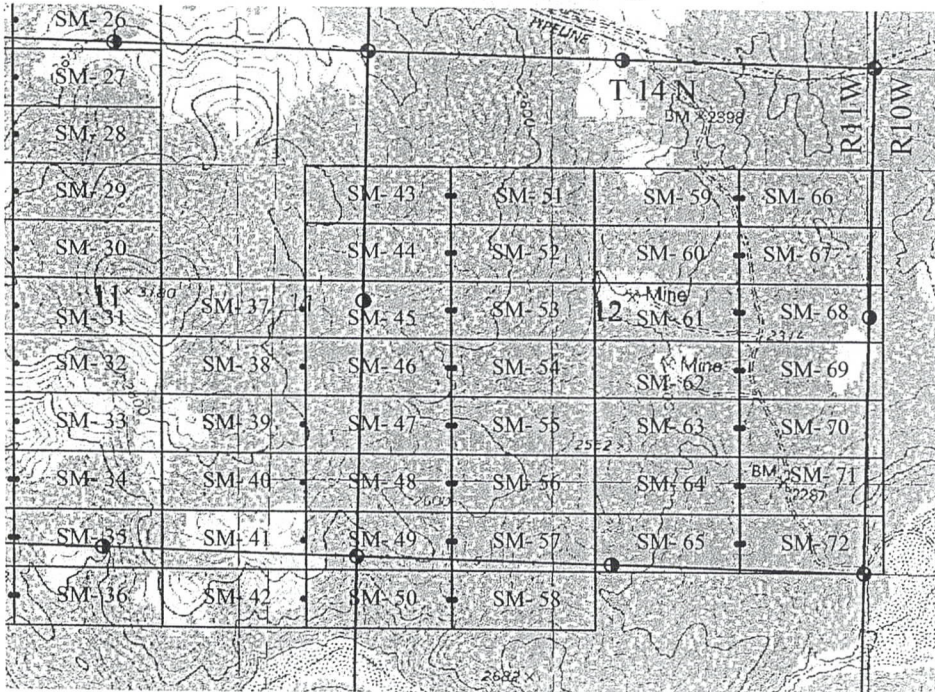 SM- 26
PIPELINE
SM- 27
T 14 N
R11W
R10W
BM × 2398
SM- 28
SM- 29 SM- 43 SM- 51 SM- 59 SM- 66
SM- 30 SM- 44 SM- 52 SM- 60 SM- 67
11 × 3180
SM- 31 SM- 37 SM- 45 SM- 53 12 Mine
SM- 61 SM- 68
2314
SM- 32 SM- 38 SM- 46 SM- 54 Mine SM- 69
SM- 62
SM- 33 SM- 39 SM- 47 SM- 55 SM- 63 SM- 70
2552 ×
SM- 34 SM- 40 SM- 48 SM- 56 SM- 64 BM SM- 71
2600 2287
SM- 35 SM- 41 SM- 49 SM- 57 SM- 65 SM- 72
SM- 36 SM- 42 SM- 50 SM- 58
2682 ×